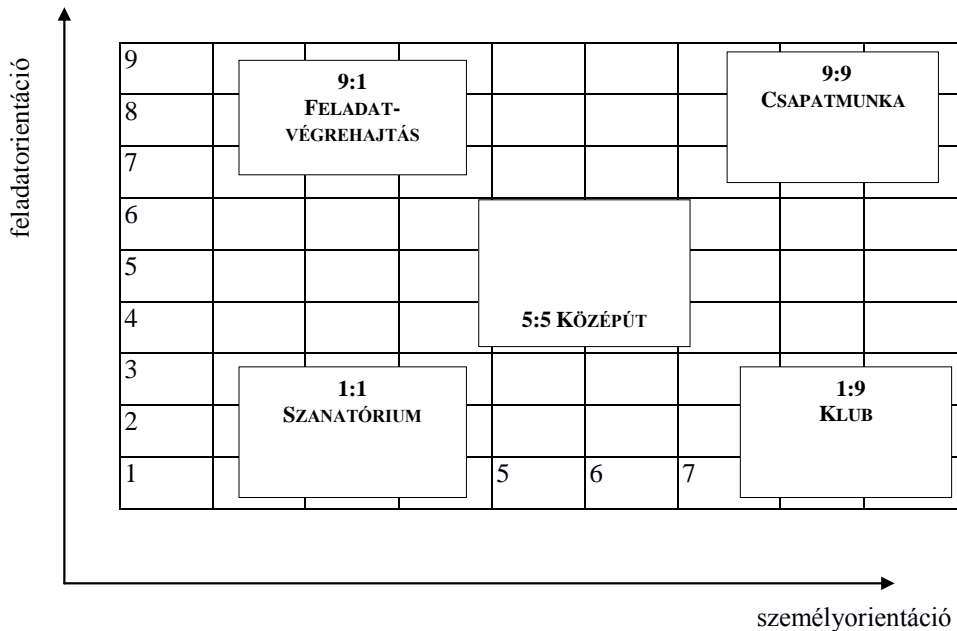 feladatorientáció
9
9:1
FELADAT-
VÉGREHAJTÁS
9:9
CSAPATMUNKA
8
7
6
5
4
5:5 KÖZÉPÚT
3
1:1
SZANATÓRIUM
1:9
KLUB
2
1 5 6 7
személyorientáció